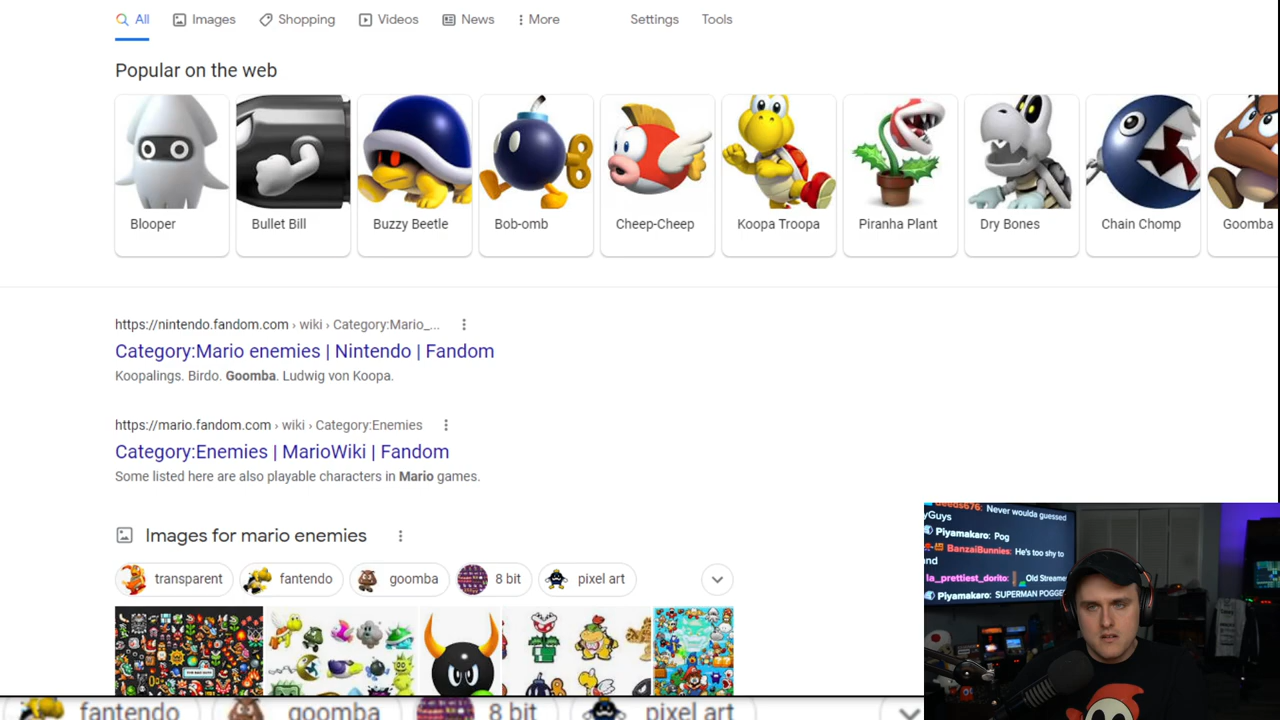 All Images Shopping Videos News More Settings Tools
Popular on the web
Blooper Bullet Bill Buzzy Beetle Bob-omb Cheep-Cheep Koopa Troopa Piranha Plant Dry Bones Chain Chomp Goomba
https://nintendo.fandom.com › wiki › Category:Mario_...
Category:Mario enemies | Nintendo | Fandom
Koopalings. Birdo. Goomba. Ludwig von Koopa.
https://mario.fandom.com › wiki › Category:Enemies
Category:Enemies | MarioWiki | Fandom
Some listed here are also playable characters in Mario games.
Images for mario enemies
transparent fantendo goomba 8 bit pixel art
Never woulda guessed
yGuys
Piyamakaro: Pog
BanzaiBunnies: He's too shy to
la_prettiest_dorito: Old Streame
Piyamakaro: SUPERMAN POGGE
fantendo goomba 8 bit pixel art